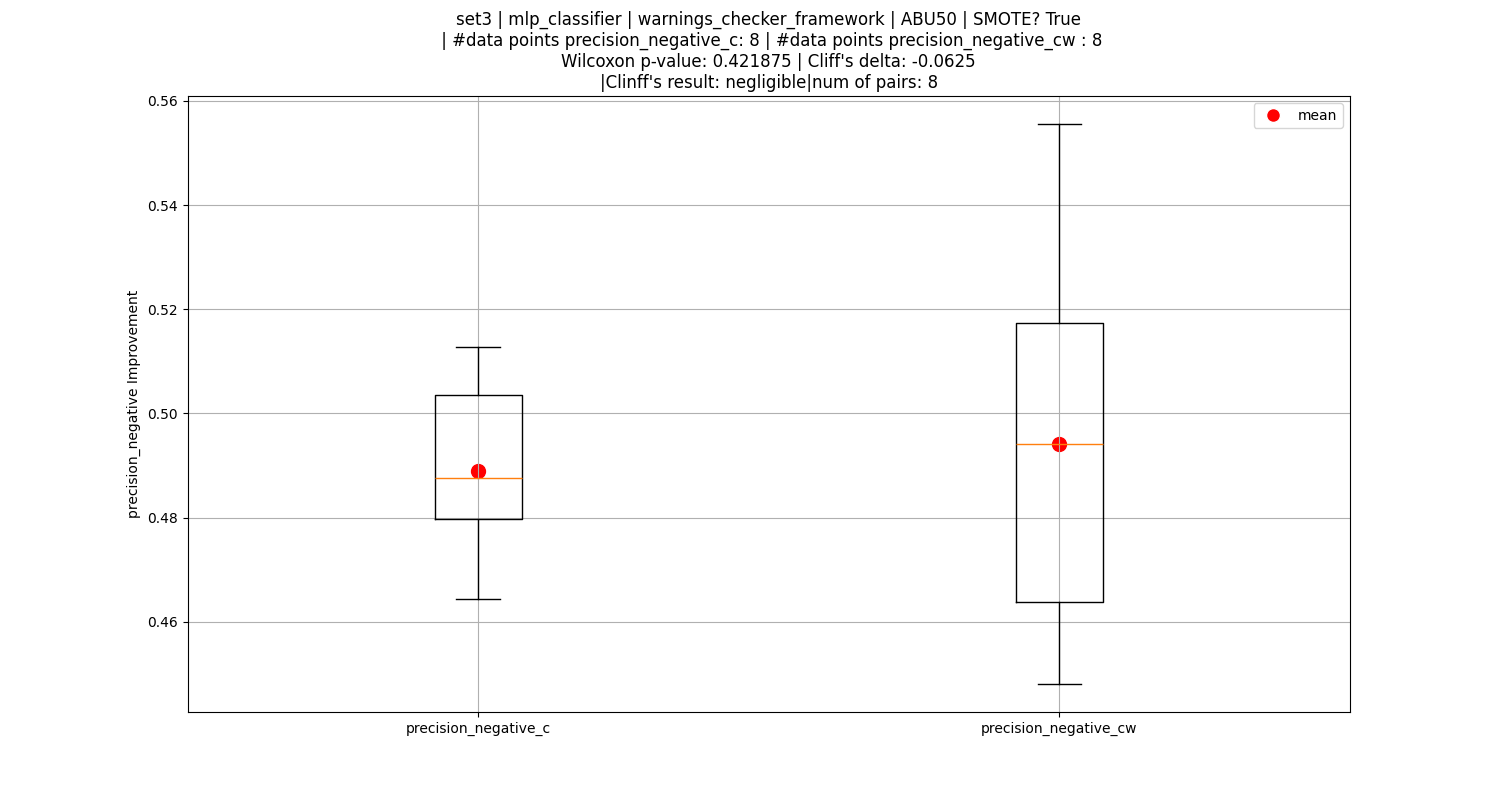 set3 | mlp_classifier | warnings_checker_framework | ABU50 | SMOTE? True
| #data points precision_negative_c: 8 | #data points precision_negative_cw : 8
Wilcoxon p-value: 0.421875 | Cliff's delta: -0.0625
|Clinff's result: negligible|num of pairs: 8
mean
0.56
0.54
0.52
0.50
0.48
0.46
precision_negative Improvement
precision_negative_c
precision_negative_cw